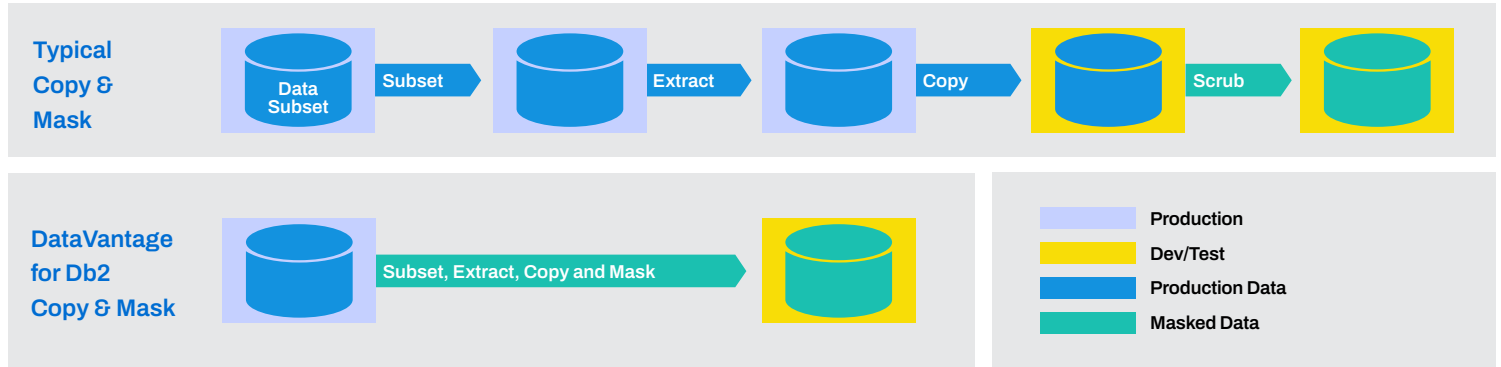 Typical
Copy &
Mask
Data
Subset
Subset
Extract
Copy
Scrub
DataVantage
for Db2
Copy & Mask
Subset, Extract, Copy and Mask
Production
Dev/Test
Production Data
Masked Data